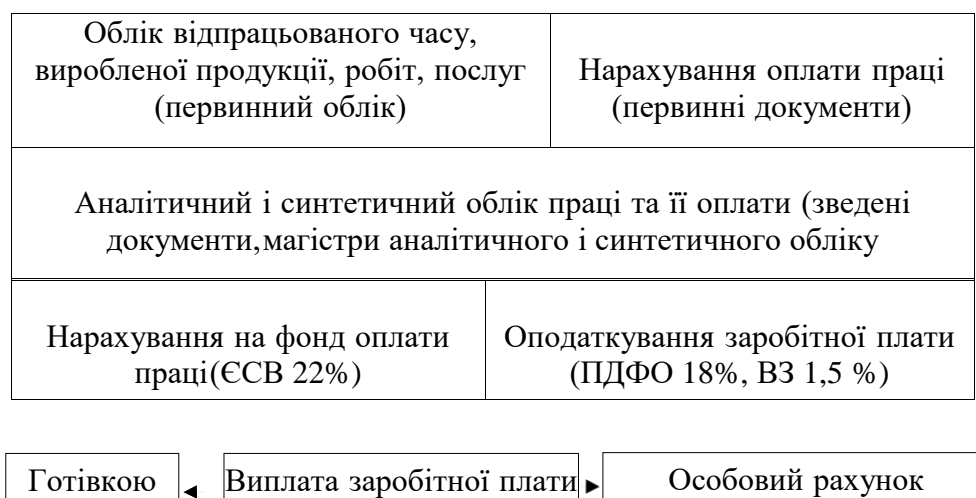 Облік відпрацьованого часу,
виробленої продукції, робіт, послуг
(первинний облік)
Нарахування оплати праці
(первинні документи)
Аналітичний і синтетичний облік праці та її оплати (зведені
документи,магістри аналітичного і синтетичного обліку
Нарахування на фонд оплати
праці(ЄСВ 22%)
Оподаткування заробітної плати
(ПДФО 18%, ВЗ 1,5 %)
Готівкою
Виплата заробітної плати
Особовий рахунок